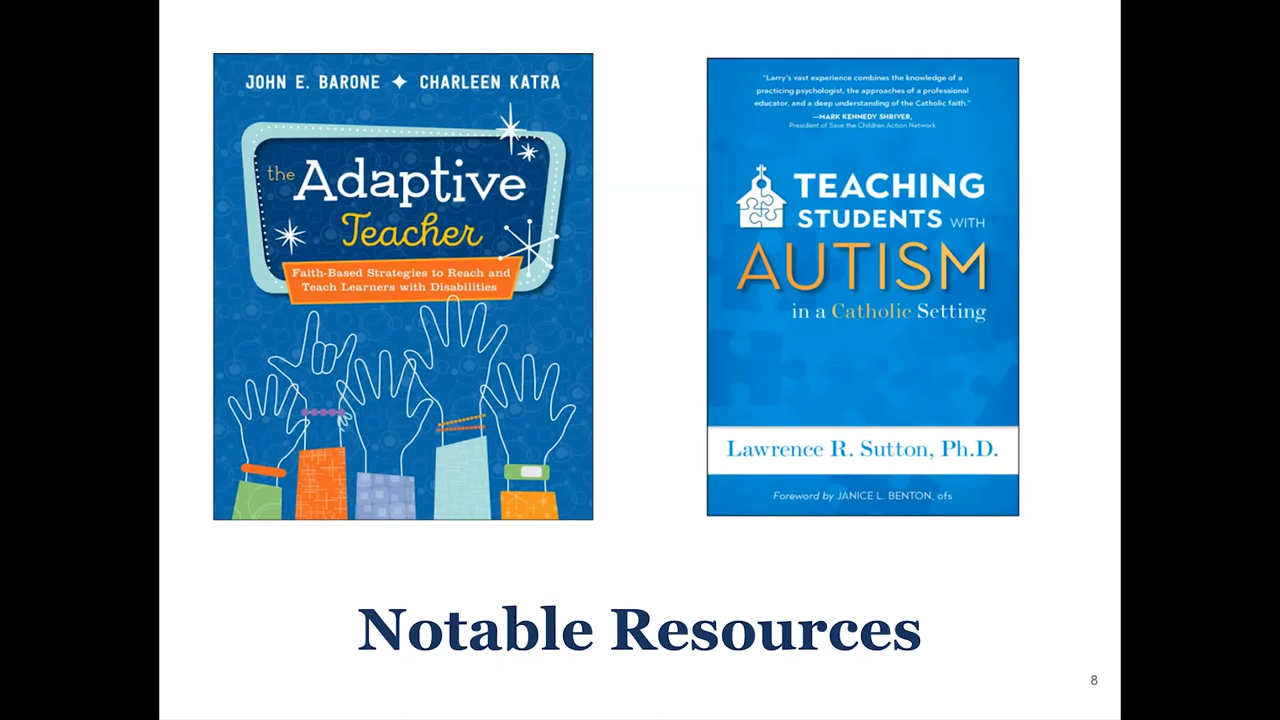 JOHN E. BARONE ✦ CHARLEEN KATRA
the Adaptive
Teacher
Faith-Based Strategies to Reach and
Teach Learners with Disabilities
"Larry's vast experience combines the knowledge of a
practicing psychologist, the approaches of a professional
educator, and a deep understanding of the Catholic faith."
—MARK KENNEDY SHRIVER,
President of Save the Children Action Network
TEACHING
STUDENTS WITH
AUTISM
in a Catholic Setting
Lawrence R. Sutton, Ph.D.
Foreword by JANICE L. BENTON, ofs
Notable Resources
8